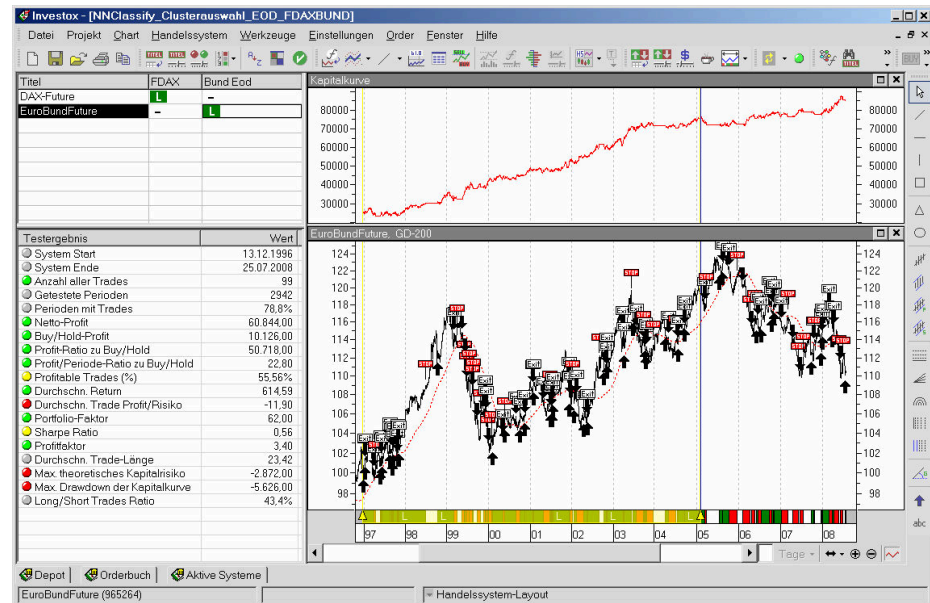 Investox - [NNClassify_Clusterauswahl_EOD_FDAXBUND]
Datei Projekt Chart Handelssystem Werkzeuge Einstellungen Order Fenster Hilfe
Titel FDAX Bund Eod
DAX-Future L –
EuroBundFuture – L
Kapitalkurve
80000 80000
70000 70000
60000 60000
50000 50000
40000 40000
30000 30000
Testergebnis Wert
System Start 13.12.1996
System Ende 25.07.2008
Anzahl aller Trades 99
Getestete Perioden 2942
Perioden mit Trades 78,8%
Netto-Profit 60.844,00
Buy/Hold-Profit 10.126,00
Profit-Ratio zu Buy/Hold 50.718,00
Profit/Periode-Ratio zu Buy/Hold 22,80
Profitable Trades (%) 55,56%
Durchschn. Return 614,59
Durchschn. Trade Profit/Risiko -11,90
Portfolio-Faktor 62,00
Sharpe Ratio 0,56
Profitfaktor 3,40
Durchschn. Trade-Länge 23,42
Max. theoretisches Kapitalrisiko -2.872,00
Max. Drawdown der Kapitalkurve -5.626,00
Long/Short Trades Ratio 43,4%
EuroBundFuture, GD-200
124 124
122 122
120 120
118 118
116 116
114 114
112 112
110 110
108 108
106 106
104 104
102 102
100 100
98 98
97 98 99 00 01 02 03 04 05 06 07 08
Tage
abc
Depot Orderbuch Aktive Systeme
EuroBundFuture (965264) Handelssystem-Layout